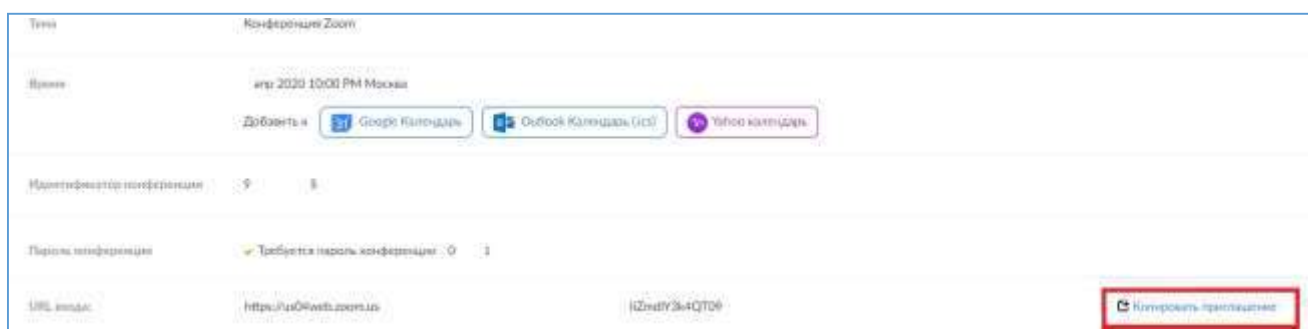 Тема Конференция Zoom
Время апр 2020 10:00 PM Москва
Добавить к Google Календарь Outlook Календарь (.ics) Yahoo календарь
Идентификатор конференции 9 8
Пароль конференции Требуется пароль конференции 0 1
URL входа: https://us04web.zoom.us Копировать приглашение